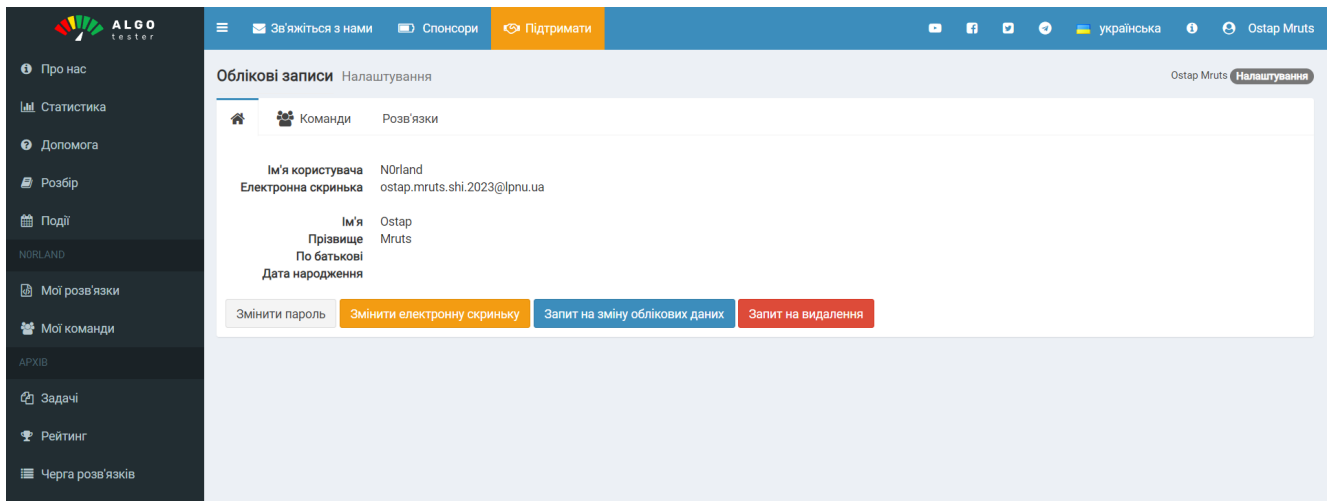 ALGO
tester
Зв'яжіться з нами
Спонсори
Підтримати
українська
Ostap Mruts
Про нас
Статистика
Допомога
Розбір
Події
N0RLAND
Мої розв'язки
Мої команди
АРХІВ
Задачі
Рейтинг
Черга розв'язків
Облікові записи Налаштування
Ostap Mruts Налаштування
Команди
Розв'язки
Ім'я користувача N0rland
Електронна скринька ostap.mruts.shi.2023@lpnu.ua
Ім'я Ostap
Прізвище Mruts
По батькові
Дата народження
Змінити пароль
Змінити електронну скриньку
Запит на зміну облікових даних
Запит на видалення